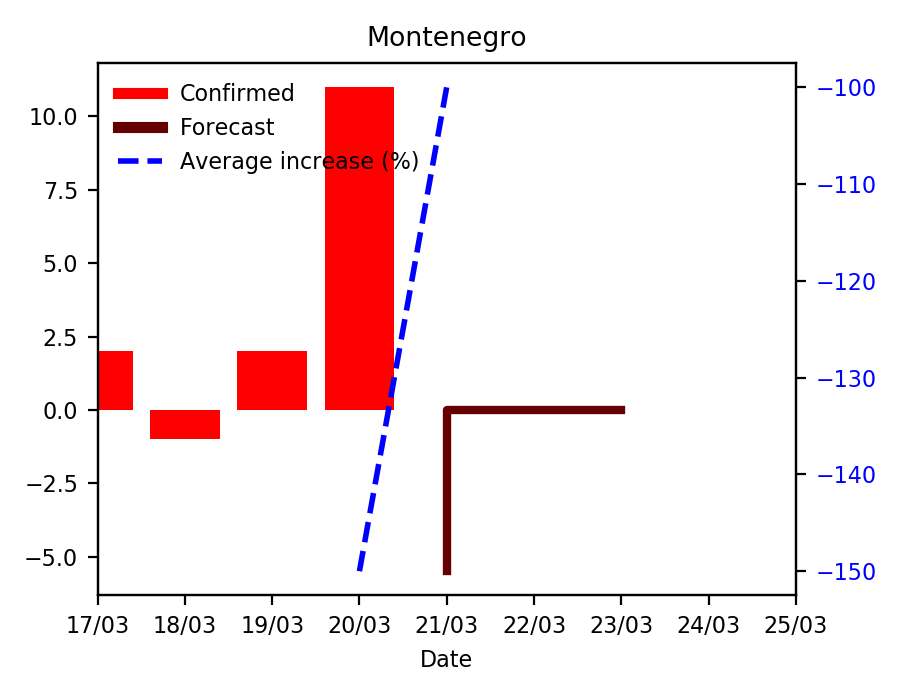 Montenegro
Confirmed
Forecast
Average increase (%)
10.0
7.5
5.0
2.5
0.0
−2.5
−5.0
−100
−110
−120
−130
−140
−150
17/03 18/03 19/03 20/03 21/03 22/03 23/03 24/03 25/03
Date